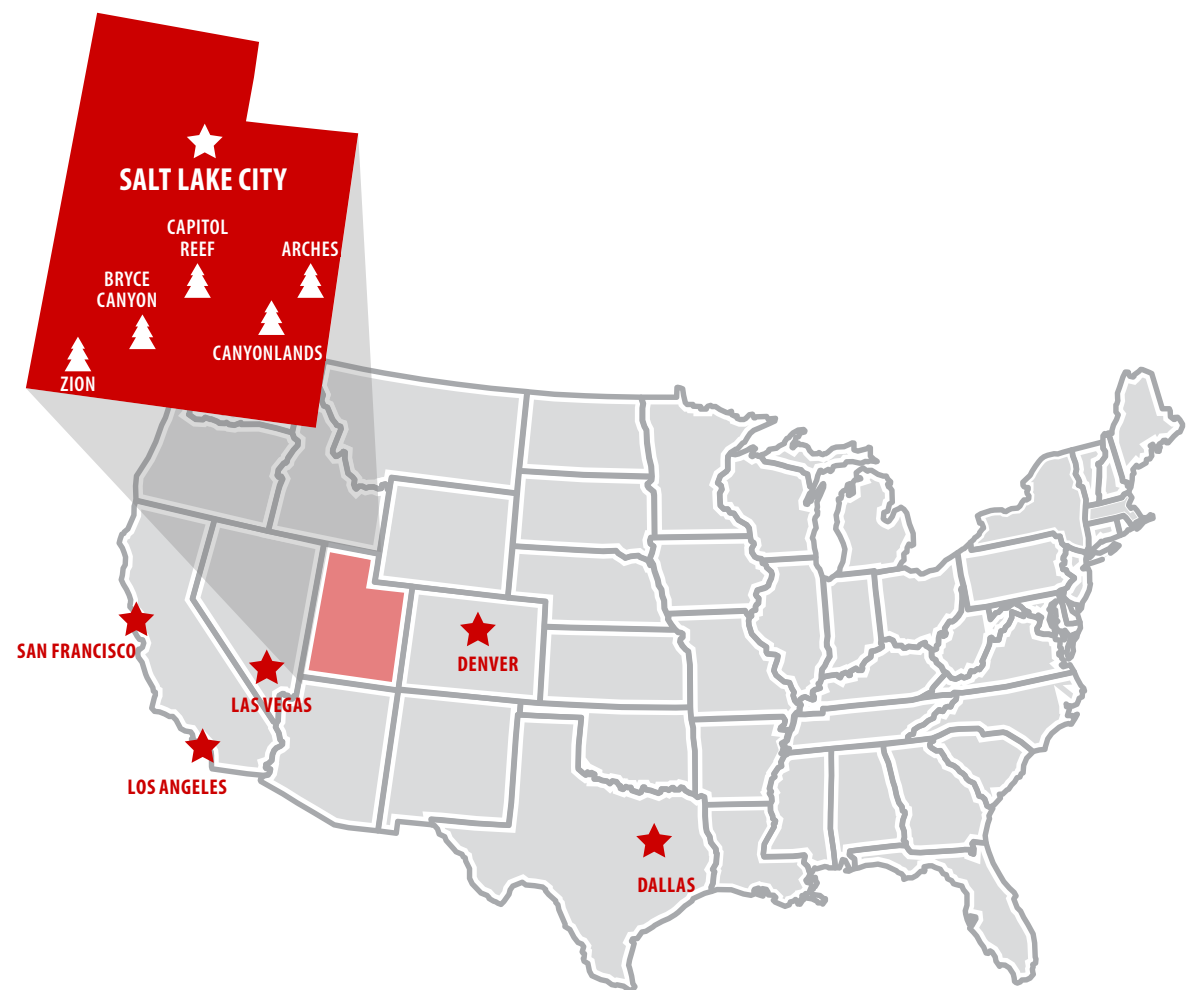 SALT LAKE CITY
CAPITOL
REEF
ARCHES
BRYCE
CANYON
CANYONLANDS
ZION
SAN FRANCISCO
DENVER
LAS VEGAS
LOS ANGELES
DALLAS